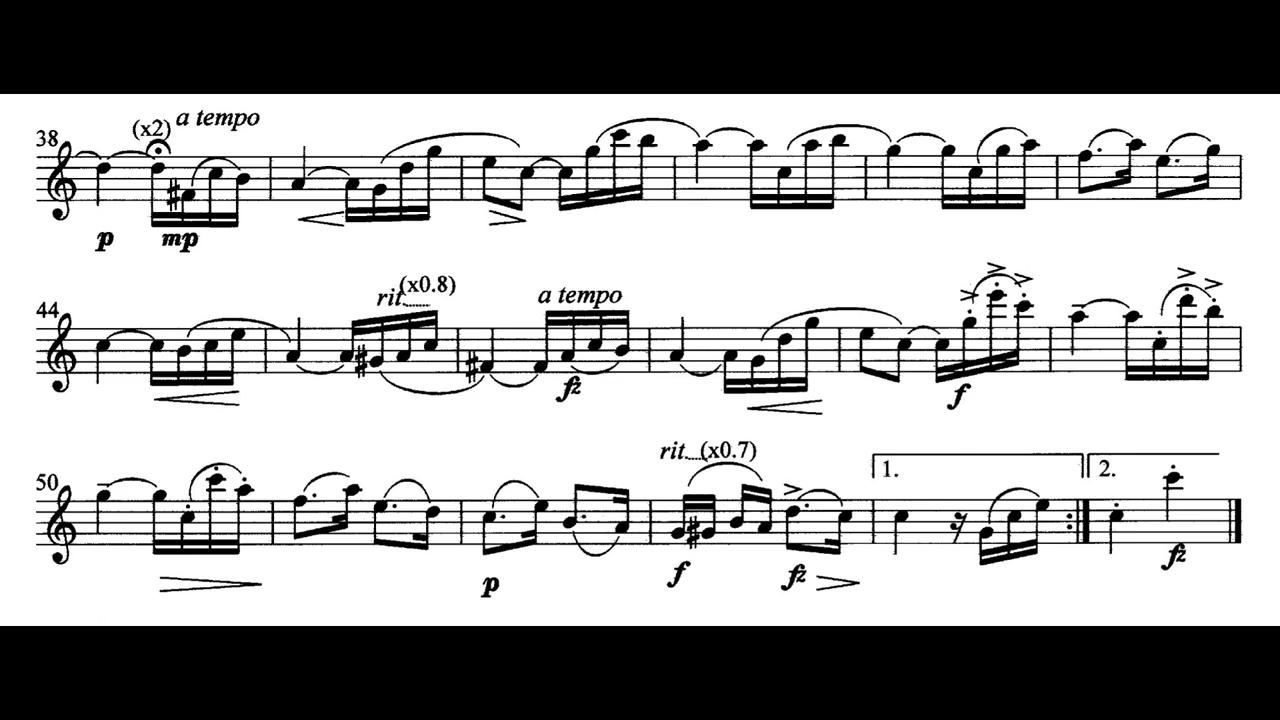 (x2) a tempo
38
p mp
44 rit. (x0.8) a tempo
fz f
rit. (x0.7)
50 1. 2.
p f fz fz